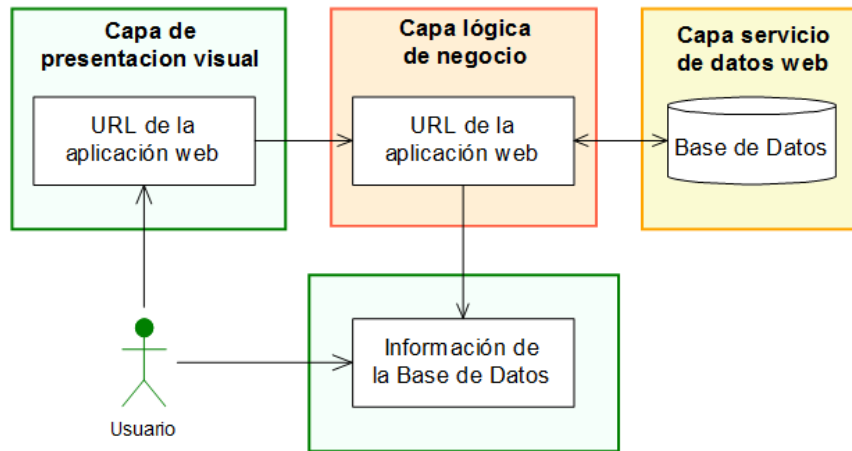 Capa de
presentacion visual
URL de la
aplicación web
Capa lógica
de negocio
URL de la
aplicación web
Capa servicio
de datos web
Base de Datos
Información de
la Base de Datos
Usuario